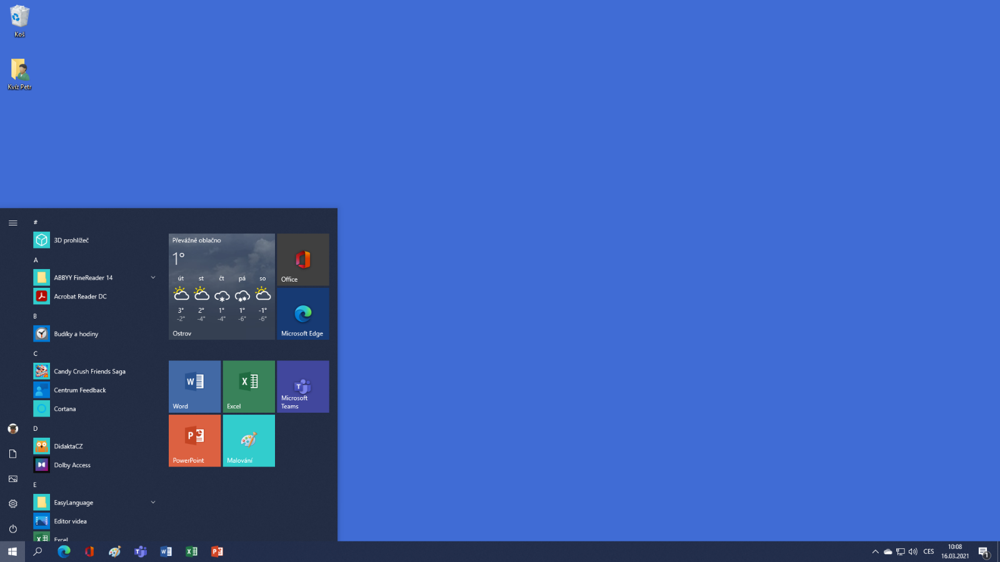 Koš
Kvíz Petr
#
3D prohlížeč
A
ABBYY FineReader 14
Acrobat Reader DC
B
Budíky a hodiny
C
Candy Crush Friends Saga
Centrum Feedback
Cortana
D
DidaktaCZ
Dolby Access
E
EasyLanguage
Editor videa
Excel
Převážně oblačno
1°
út st čt pá so
3° 2° 1° 1° -1°
-2° -4° -4° -6° -6°
Ostrov
Office
Microsoft Edge
Word
Excel
Microsoft
Teams
PowerPoint
Malování
CES
10:08
16.03.2021
1